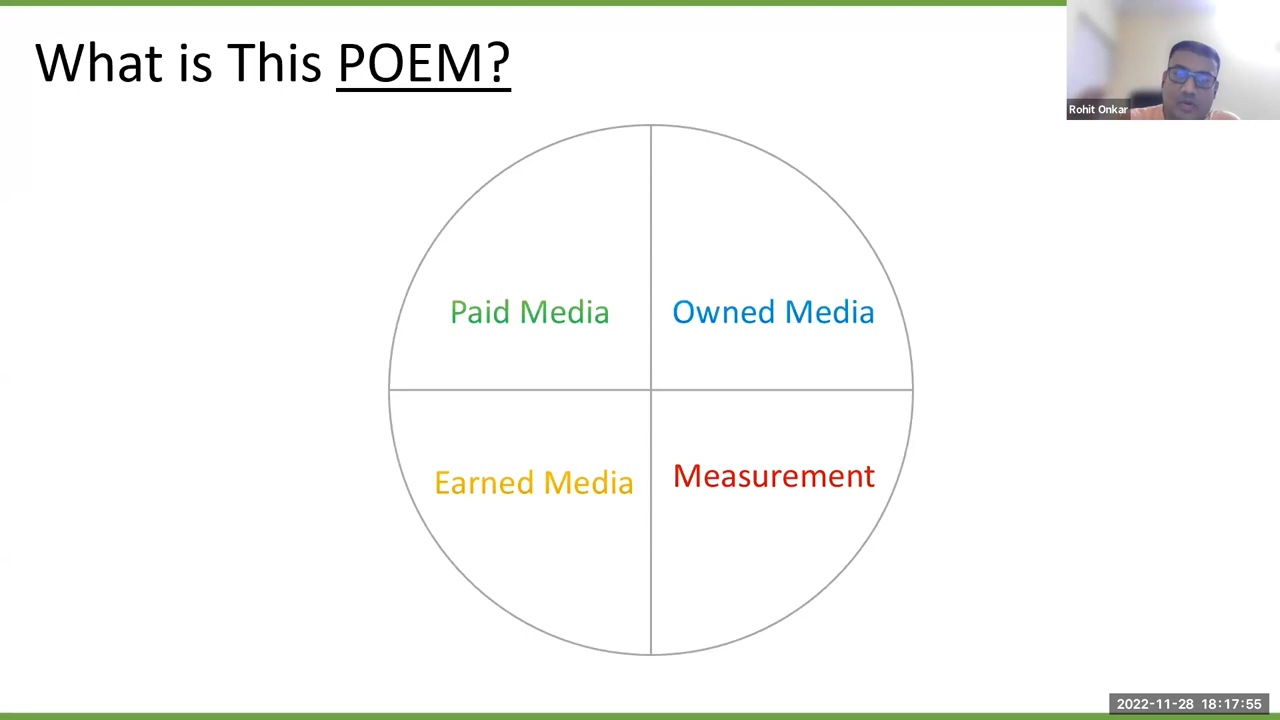 What is This POEM?
Rohit Onkar
Paid Media
Owned Media
Earned Media
Measurement
2022-11-28 18:17:55